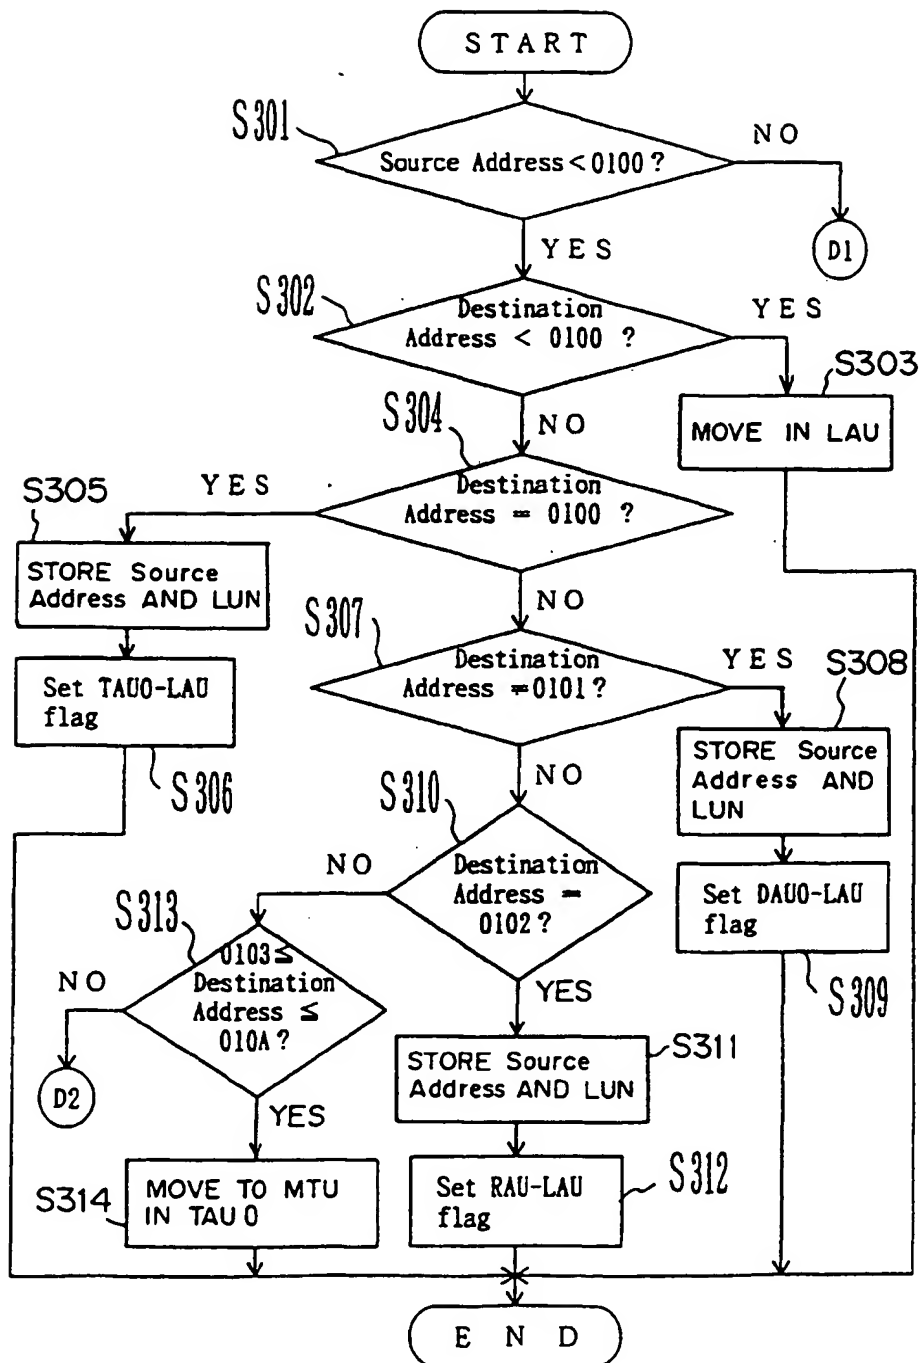 START
S301
Source Address<0100?
NO
D1
YES
S302
Destination
Address < 0100 ?
YES
S303
MOVE IN LAU
NO
S304
Destination
Address = 0100 ?
YES
S305
STORE Source
Address AND LUN
Set TAU0-LAU
flag
S306
NO
S307
Destination
Address =0101?
YES
S308
STORE Source
Address AND
LUN
Set DAU0-LAU
flag
S309
NO
S310
Destination
Address =
0102?
NO
S313
0103≦
Destination
Address ≦
010A?
NO
D2
YES
S314
MOVE TO MTU
IN TAU0
YES
S311
STORE Source
Address AND LUN
Set RAU-LAU
flag
S312
END